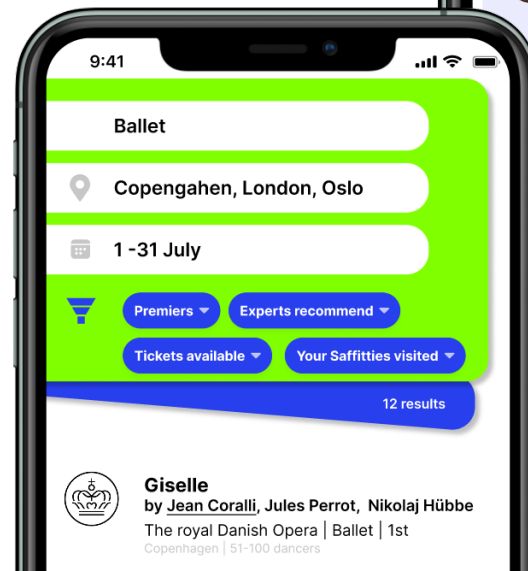 9:41
Ballet
Copengahen, London, Oslo
1 -31 July
Premiers
Experts recommend
Tickets available
Your Saffitties visited
12 results
Giselle
by Jean Coralli, Jules Perrot, Nikolaj Hübbe
The royal Danish Opera | Ballet | 1st
Copenhagen | 51-100 dancers